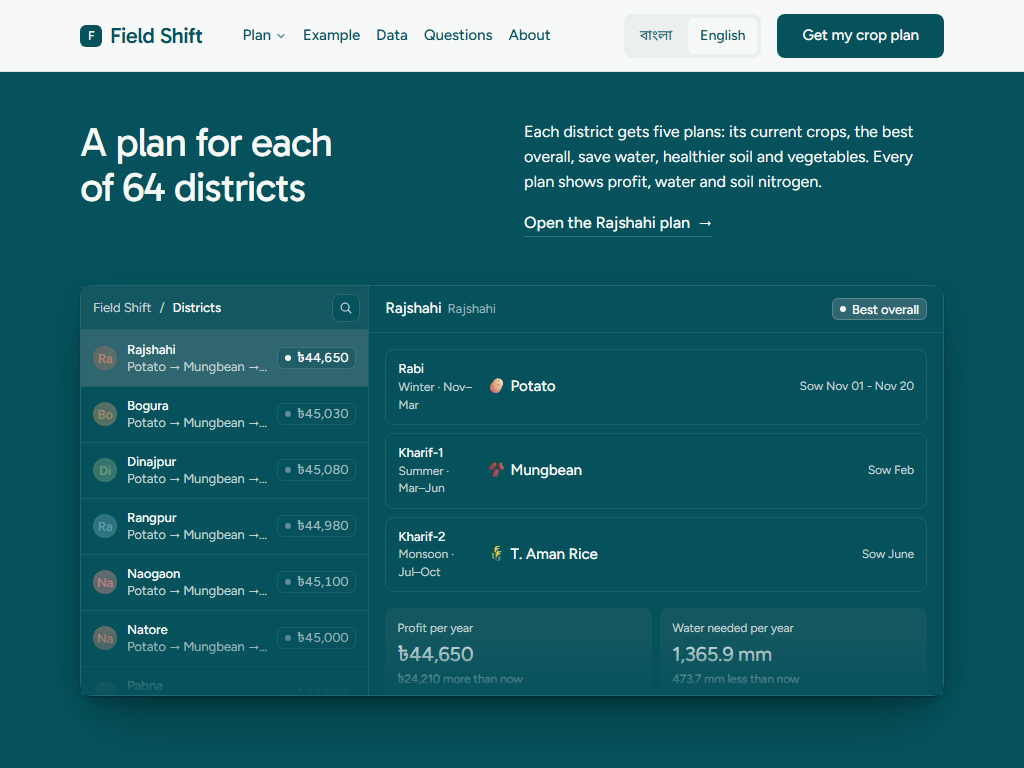 F Field Shift
Plan
Example
Data
Questions
About
বাংলা
English
Get my crop plan
A plan for each
of 64 districts
Each district gets five plans: its current crops, the best
overall, save water, healthier soil and vegetables. Every
plan shows profit, water and soil nitrogen.
Open the Rajshahi plan →
Field Shift / Districts
Ra
Rajshahi
Potato → Mungbean →...
৳44,650
Bo
Bogura
Potato → Mungbean →...
৳45,030
Di
Dinajpur
Potato → Mungbean →...
৳45,080
Ra
Rangpur
Potato → Mungbean →...
৳44,980
Na
Naogaon
Potato → Mungbean →...
৳45,100
Na
Natore
Potato → Mungbean →...
৳45,000
Pabna
Rajshahi Rajshahi
Best overall
Rabi
Winter · Nov–
Mar
Potato
Sow Nov 01 - Nov 20
Kharif-1
Summer ·
Mar–Jun
Mungbean
Sow Feb
Kharif-2
Monsoon ·
Jul–Oct
T. Aman Rice
Sow June
Profit per year
৳44,650
৳24,210 more than now
Water needed per year
1,365.9 mm
473.7 mm less than now